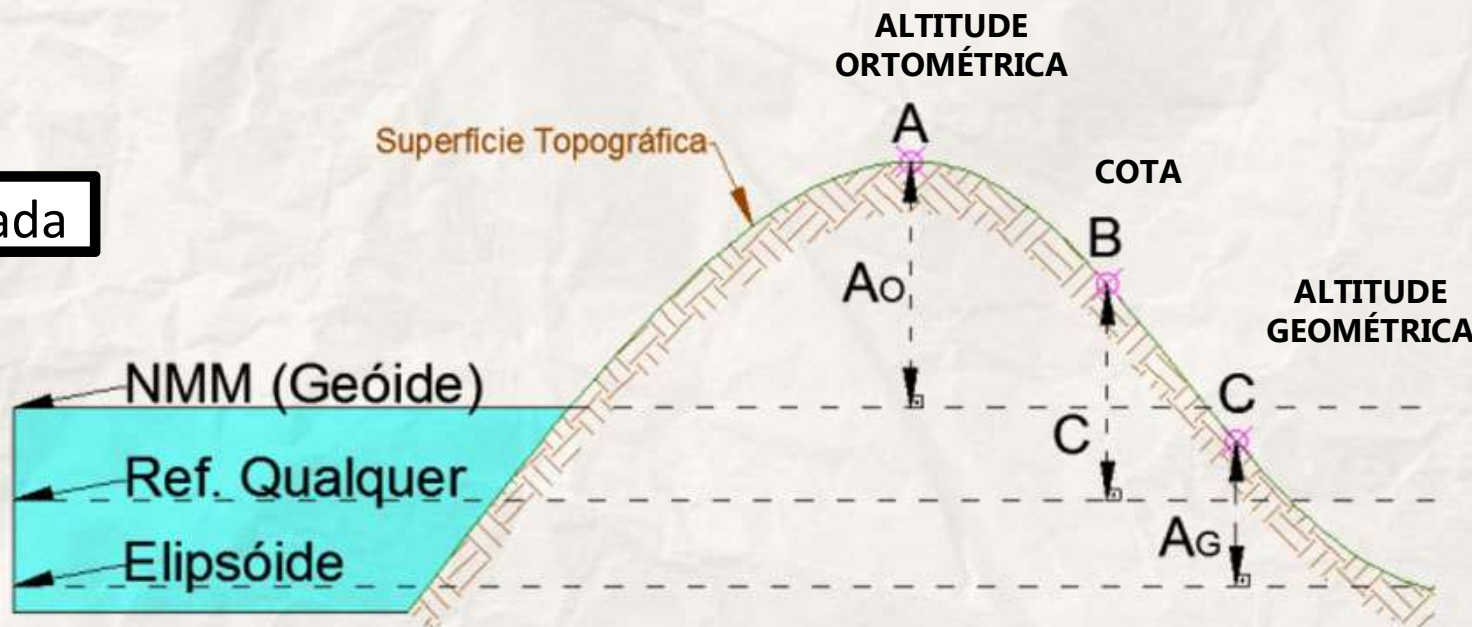 ALTITUDE
ORTOMÉTRICA
Superfície Topográfica
A
COTA
ada
B
AO
ALTITUDE
GEOMÉTRICA
NMM (Geóide)
C
C
Ref. Qualquer
AG
Elipsóide